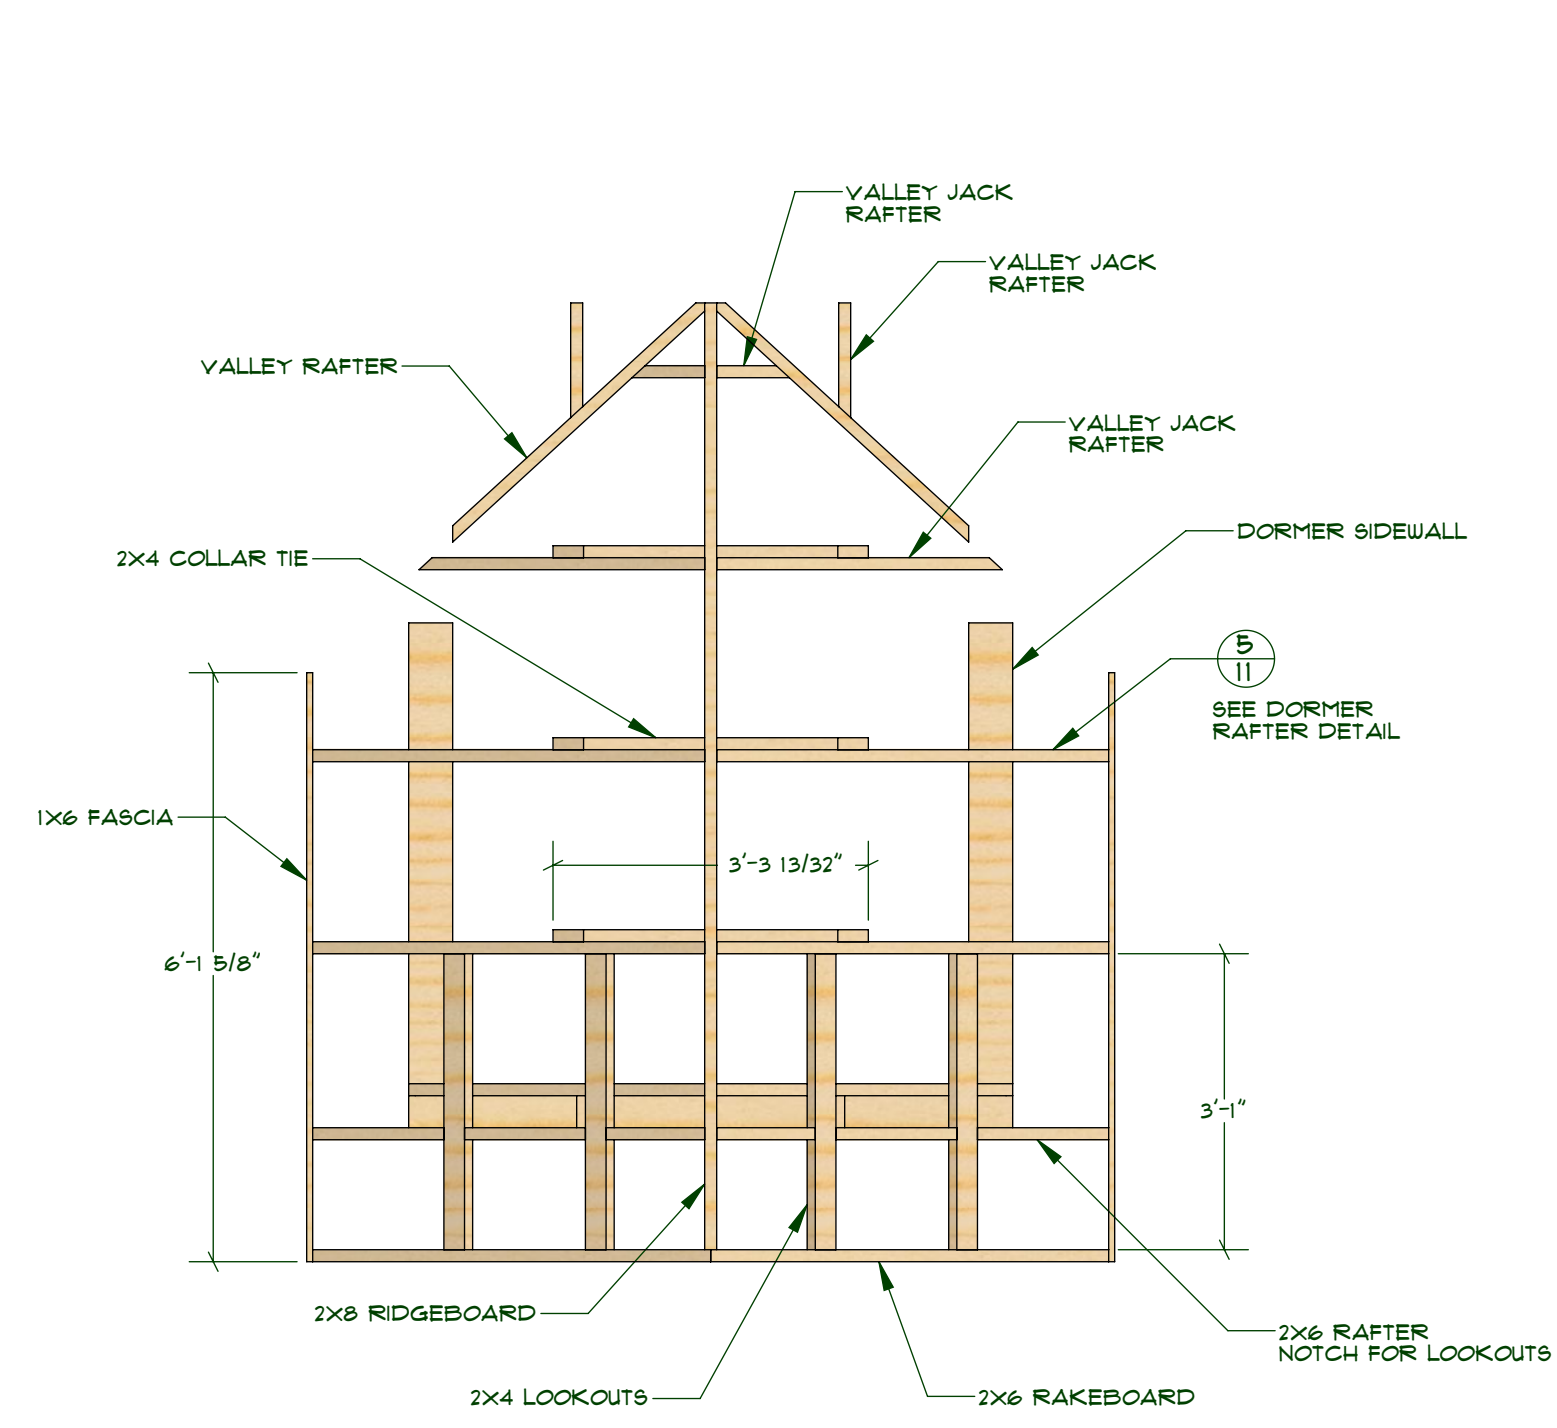 VALLEY JACK
RAFTER
VALLEY JACK
RAFTER
VALLEY RAFTER
VALLEY JACK
RAFTER
DORMER SIDEWALL
2X4 COLLAR TIE
5
11
SEE DORMER
RAFTER DETAIL
1X6 FASCIA
3'-3 13/32"
6'-1 5/8"
3'-1"
2X8 RIDGEBOARD
2X6 RAFTER
NOTCH FOR LOOKOUTS
2X4 LOOKOUTS
2X6 RAKEBOARD